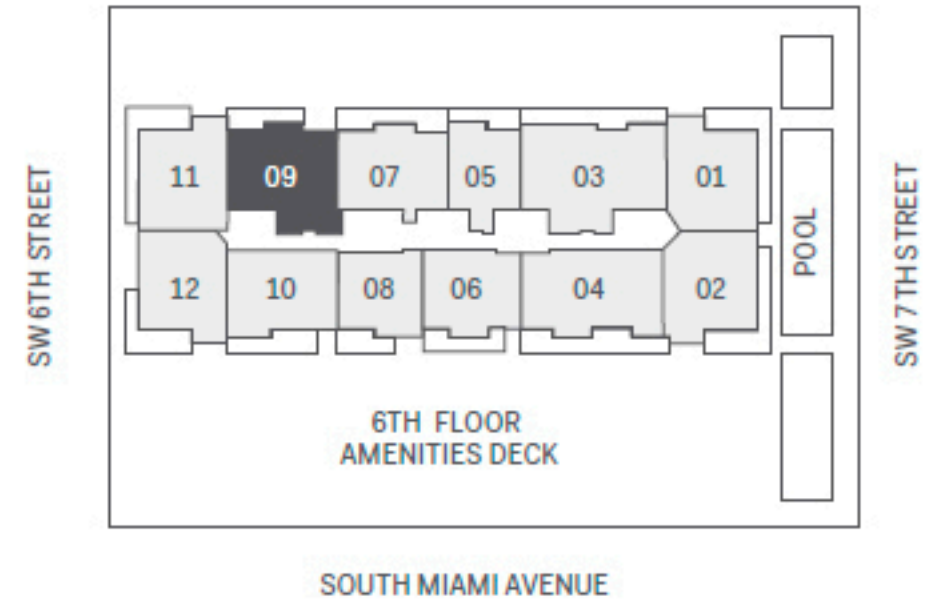 11 09 07 05 03 01
12 10 08 06 04 02
SW 6TH STREET
POOL
SW 7TH STREET
6TH FLOOR
AMENITIES DECK
SOUTH MIAMI AVENUE